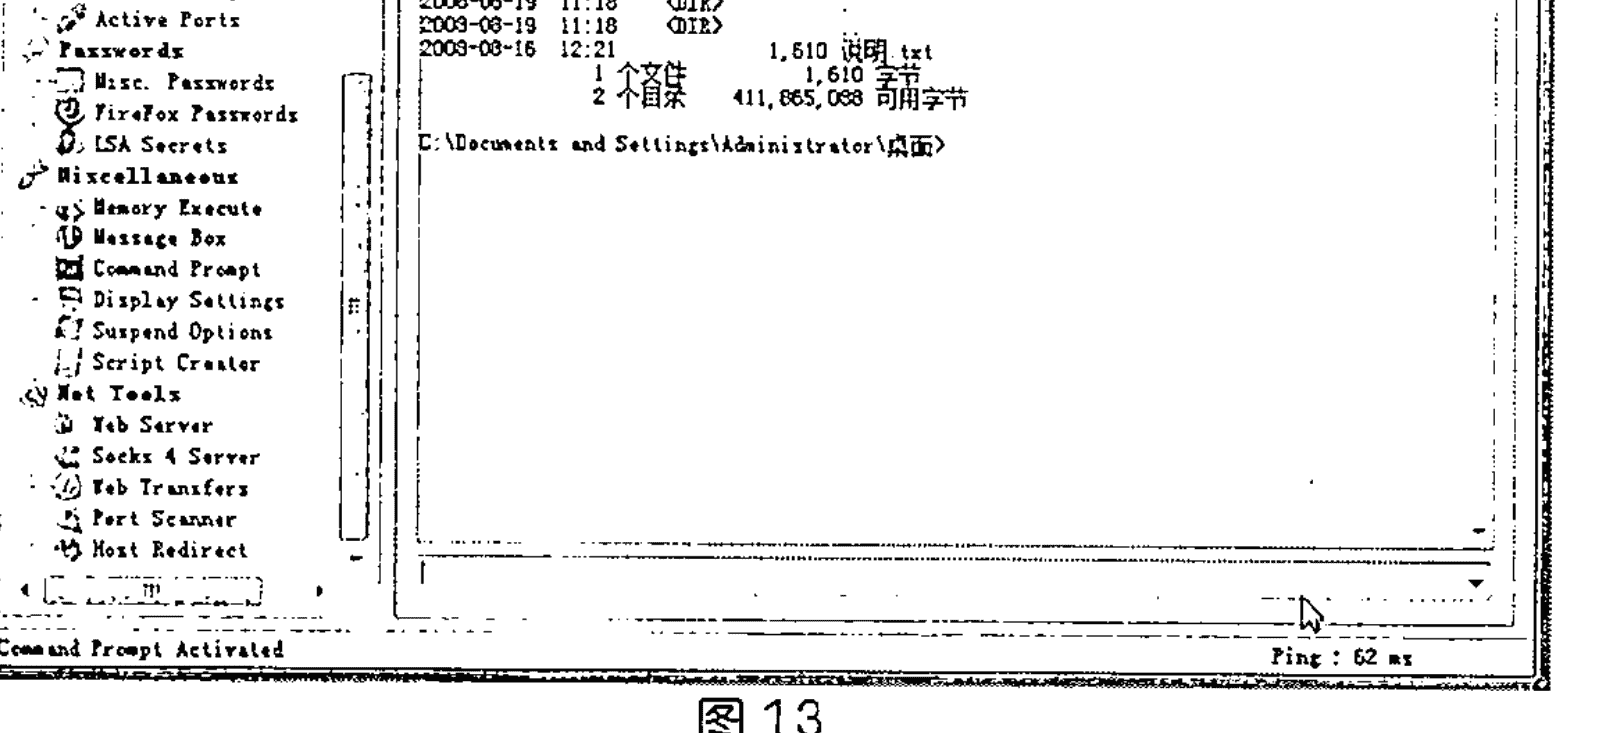 Active Ports
Passwords
Misc. Passwords
FireFox Passwords
LSA Secrets
Miscellaneous
Memory Execute
Message Box
Command Prompt
Display Settings
Suspend Options
Script Creator
Net Tools
Web Server
Socks 4 Server
Web Transfers
Port Scanner
Host Redirect
11:18 <DIR>
2009-08-19 11:18 <DIR>
2009-08-16 12:21 1,610 说明.txt
1 个文件 1,610 字节
2 个目录 411,865,088 可用字节
C:\Documents and Settings\Administrator\桌面>
Command Prompt Activated
Ping : 62 ms
图 13